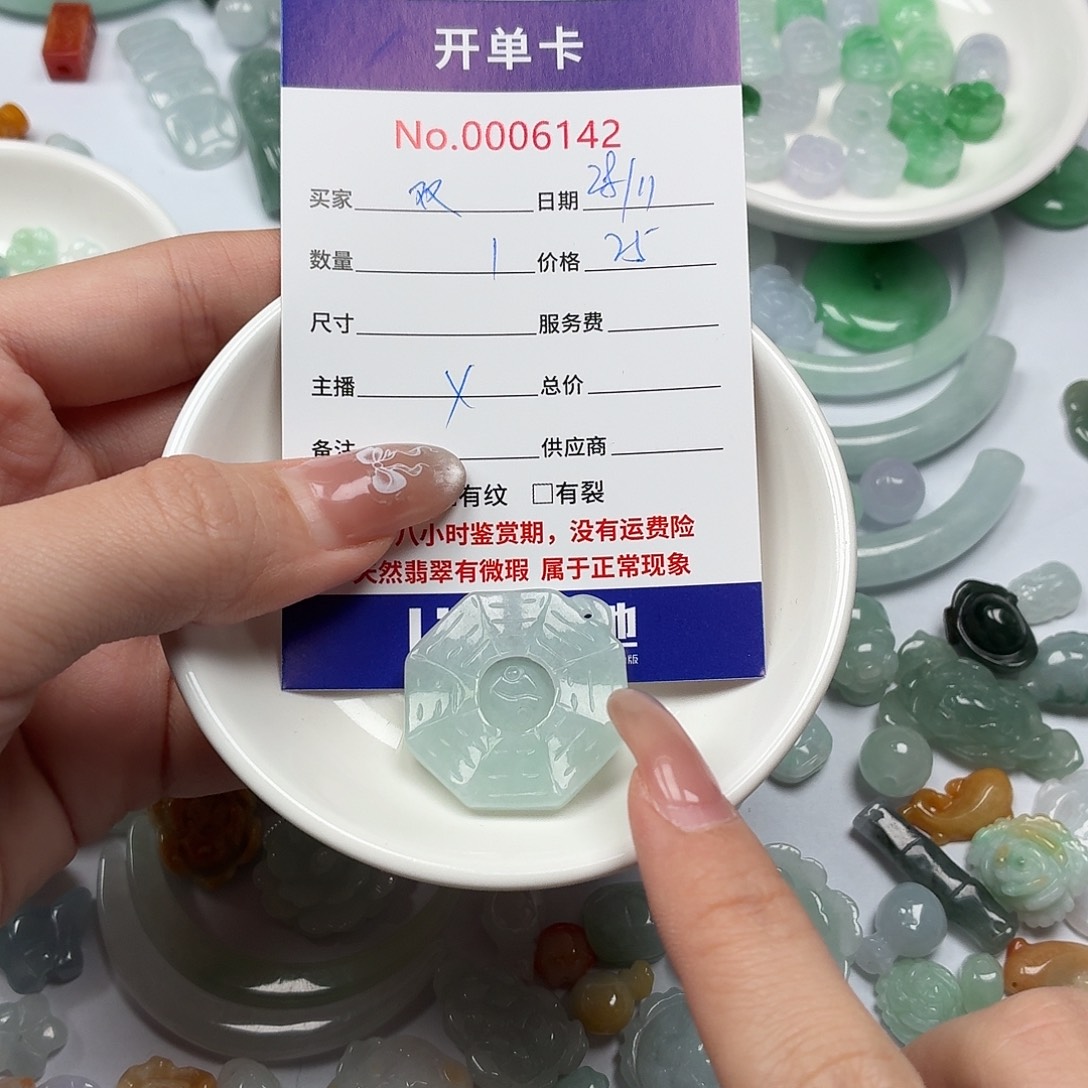 开单卡
No.0006142
买家 双 日期 28/11
数量 1 价格 25
尺寸 服务费
主播 X 总价
备注 供应商
有纹 □有裂
八小时鉴赏期，没有运费险
天然翡翠有微瑕 属于正常现象
地
版